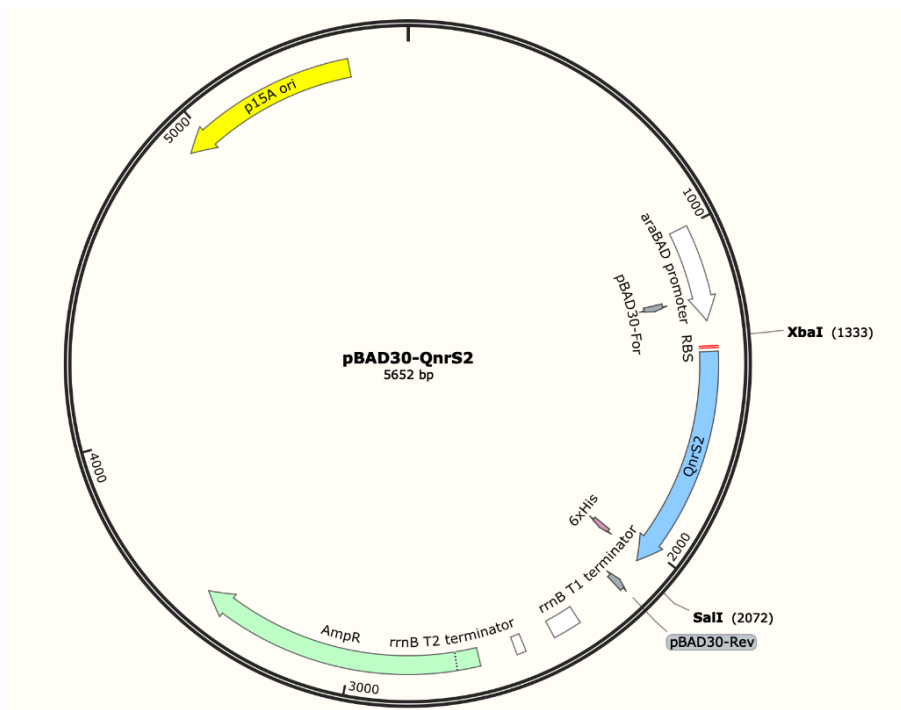 p15A ori
5000
1000
araBAD promoter
pBAD30-For
RBS
XbaI (1333)
pBAD30-QnrS2
5652 bp
QnrS2
4000
6xHis
2000
rrnB T1 terminator
SalI (2072)
pBAD30-Rev
rrnB T2 terminator
AmpR
3000